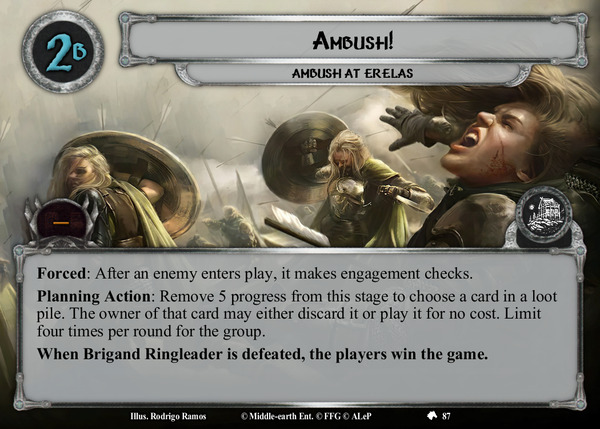 2B
Ambush!
Ambush at Erelas
–
Forced: After an enemy enters play, it makes engagement checks.
Planning Action: Remove 5 progress from this stage to choose a card in a loot
pile. The owner of that card may either discard it or play it for no cost. Limit
four times per round for the group.
When Brigand Ringleader is defeated, the players win the game.
Illus. Rodrigo Ramos © Middle-earth Ent. © FFG © ALeP 87